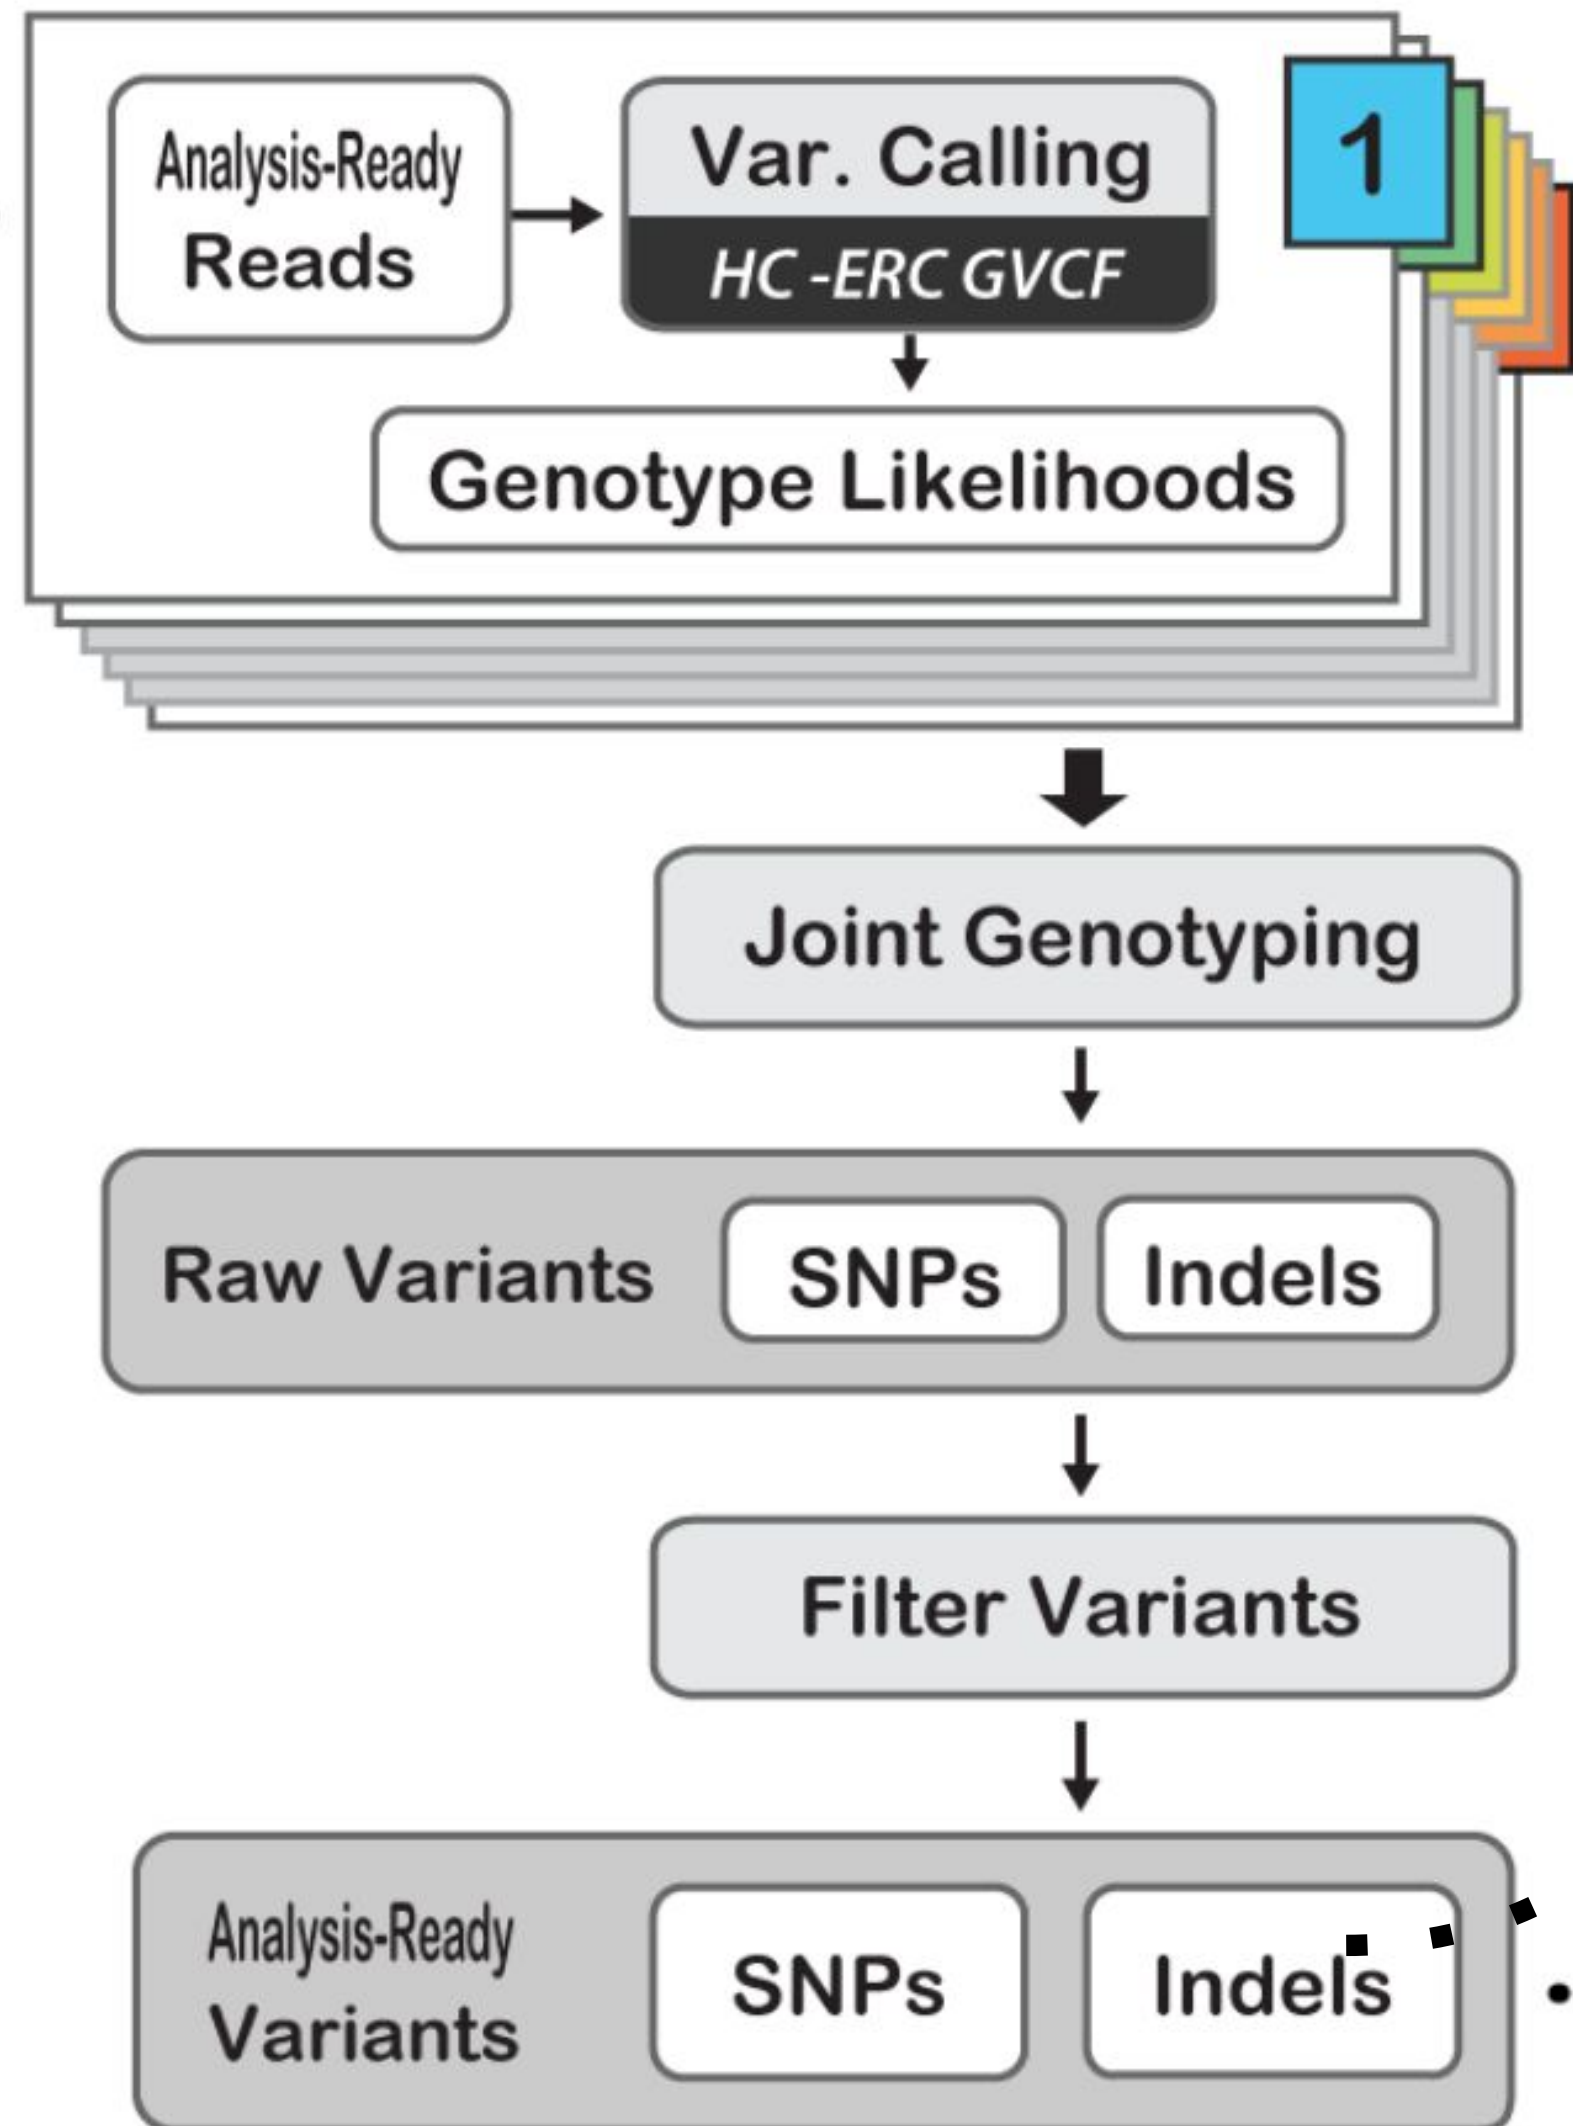 Analysis-Ready
Reads
Var. Calling
HC -ERC GVCF
1
Genotype Likelihoods
Joint Genotyping
Raw Variants
SNPs
Indels
Filter Variants
Analysis-Ready
Variants
SNPs
Indels